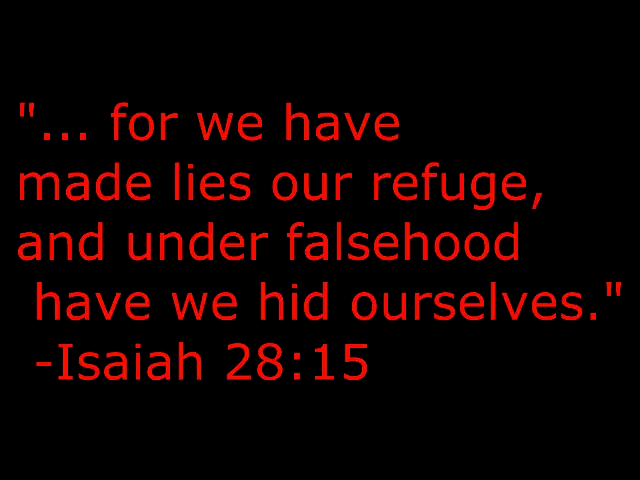 "... for we have
made lies our refuge,
and under falsehood
have we hid ourselves."
-Isaiah 28:15